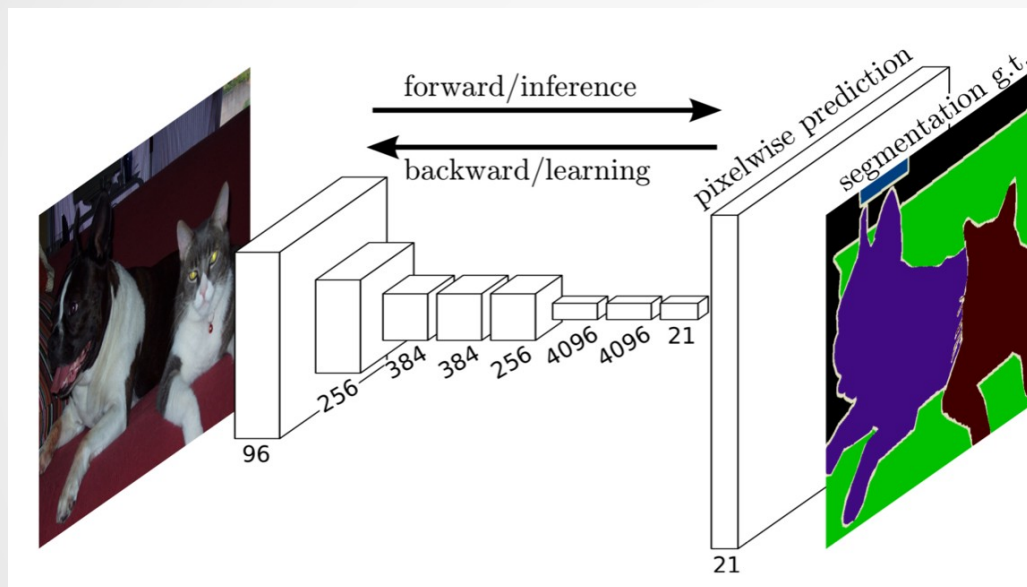 forward/inference
backward/learning
pixelwise prediction
segmentation g.t.
96
256
384
384
256
4096
4096
21
21